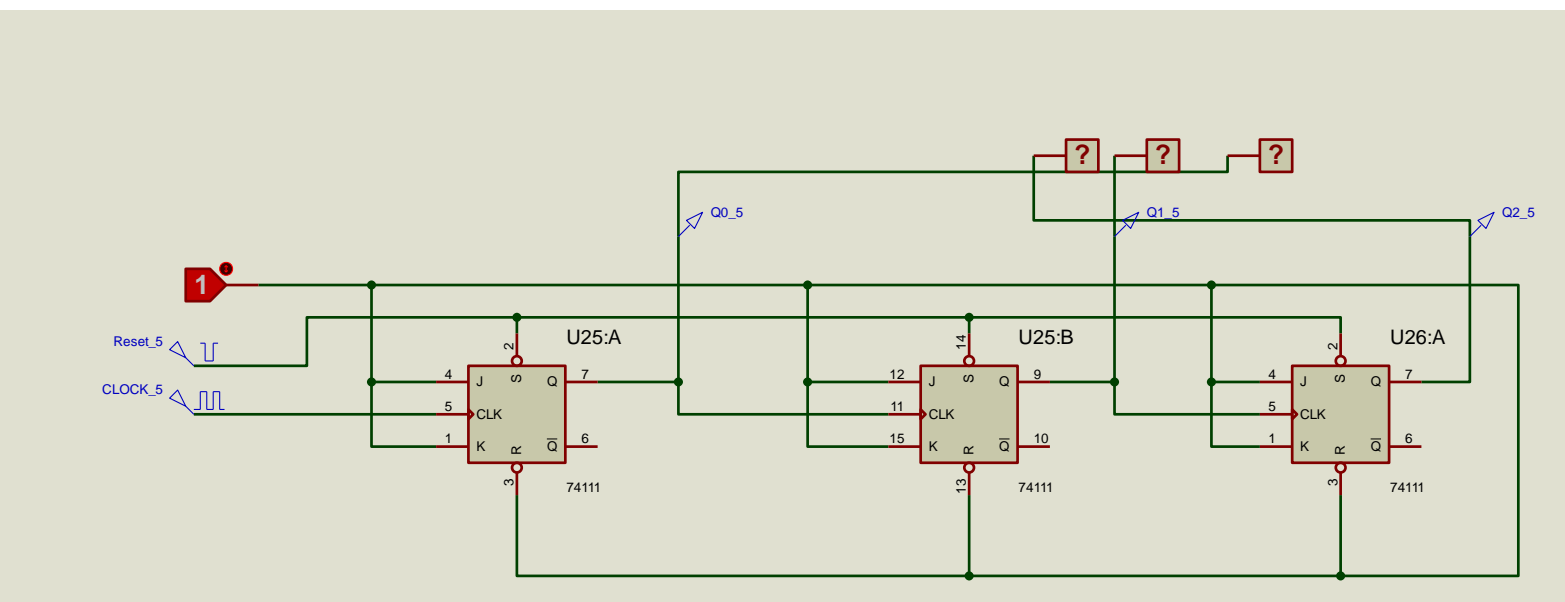 ? ? ?
Q0_5 Q1_5 Q2_5
1
Reset_5
CLOCK_5
U25:A
2
4 J S Q 7
5 CLK
1 K R Q 6
3
74111
U25:B
14
12 J S Q 9
11 CLK
15 K R Q 10
13
74111
U26:A
2
4 J S Q 7
5 CLK
1 K R Q 6
3
74111